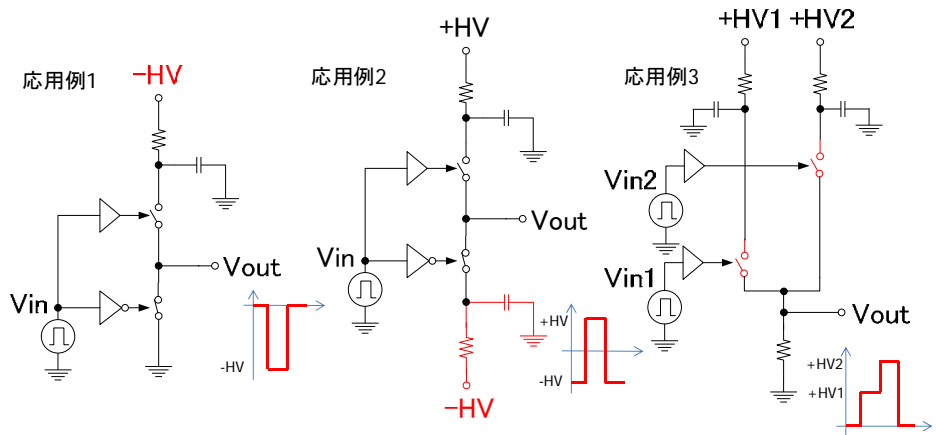 応用例1
-HV
Vin
Vout
-HV
応用例2
+HV
Vin
Vout
-HV
+HV
-HV
応用例3
+HV1 +HV2
Vin2
Vin1
Vout
+HV2
+HV1